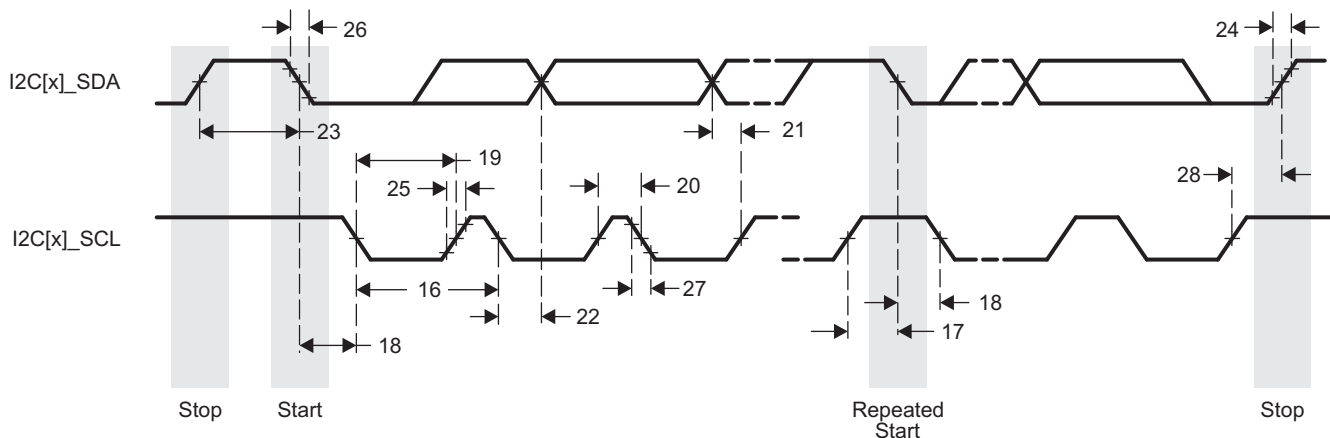 26
24
I2C[x]_SDA
23
21
19
25
20
28
I2C[x]_SCL
16
27
22
18
17
18
Stop
Start
Repeated
Start
Stop